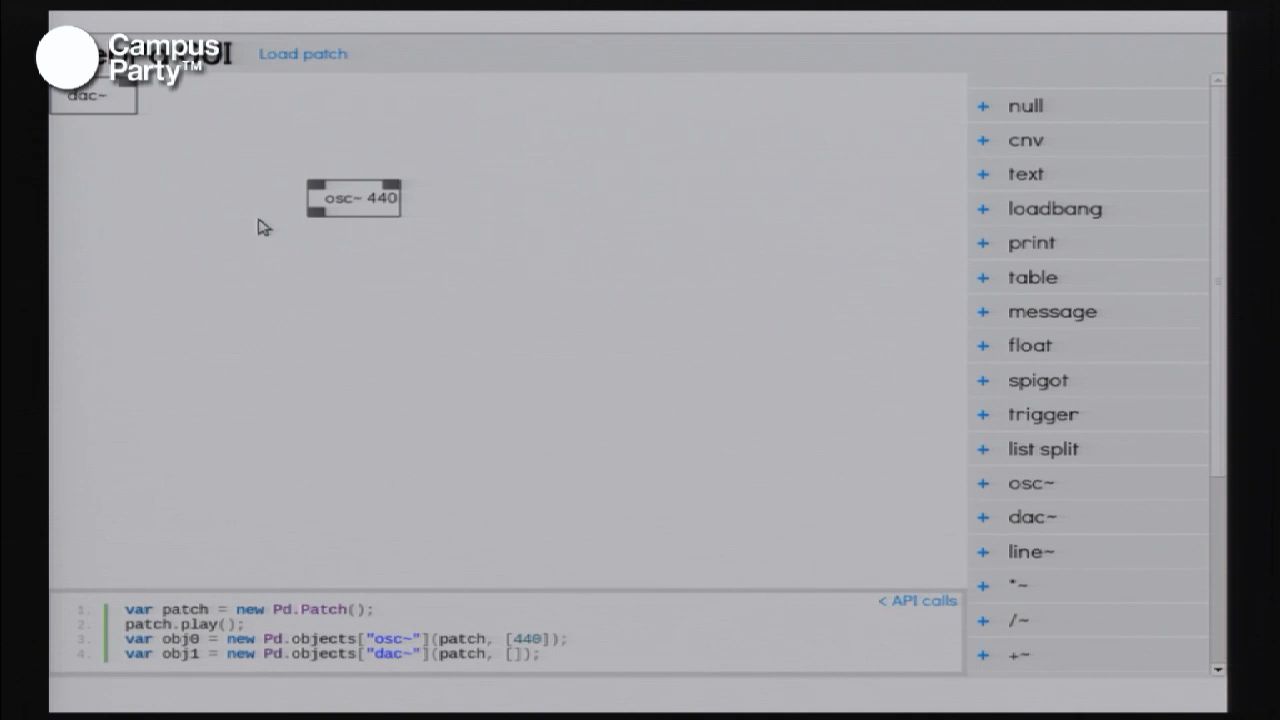 Campus
Party™
Load patch
dac~
osc~ 440
null
cnv
text
loadbang
print
table
message
float
spigot
trigger
list split
osc~
dac~
line~
*~
/~
+~
< API calls
1. var patch = new Pd.Patch();
2. patch.play();
3. var obj0 = new Pd.objects["osc~"](patch, [440]);
4. var obj1 = new Pd.objects["dac~"](patch, []);